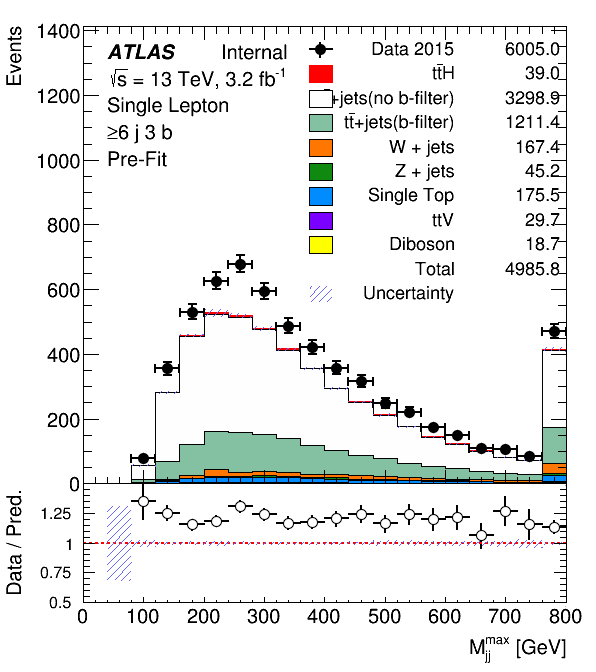 Events
1400
1200
1000
800
600
400
200
0
ATLAS Internal
√s = 13 TeV, 3.2 fb⁻¹
Single Lepton
≥6 j 3 b
Pre-Fit
Data 2015 6005.0
tt̄H 39.0
+jets(no b-filter) 3298.9
tt̄+jets(b-filter) 1211.4
W + jets 167.4
Z + jets 45.2
Single Top 175.5
ttV 29.7
Diboson 18.7
Total 4985.8
Uncertainty
Data / Pred.
1.25
1
0.75
0.5
0 100 200 300 400 500 600 700 800
M_jj^max [GeV]